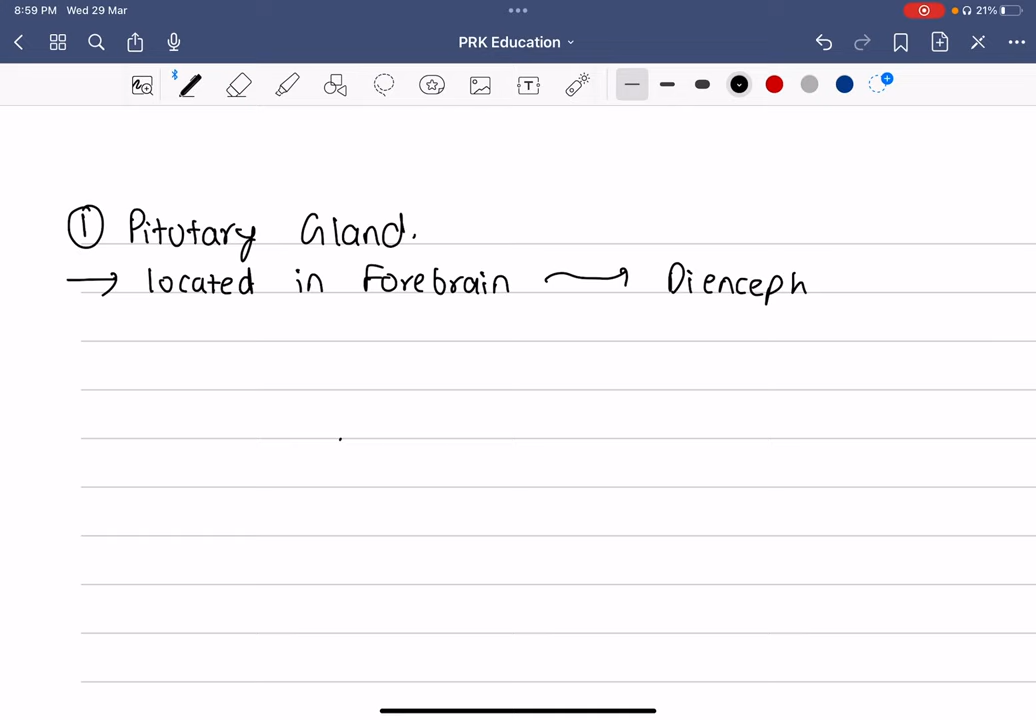 8:59 PM Wed 29 Mar
21%
PRK Education
T
① Pitutary Gland.
→ located in Forebrain → Dienceph